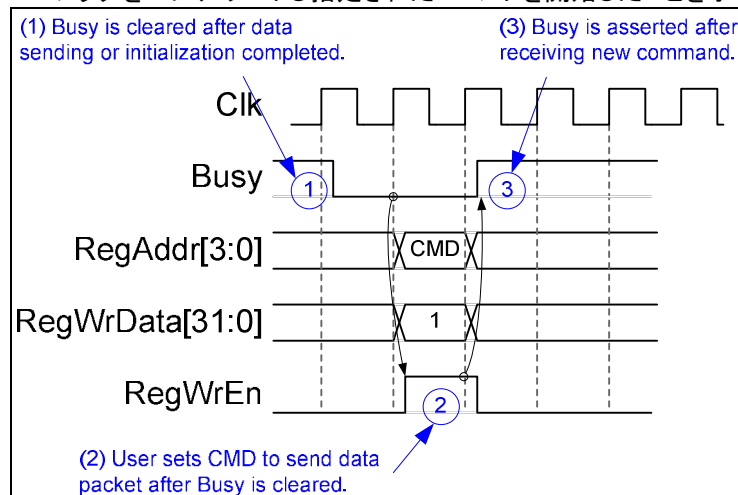 (1) Busy is cleared after data
sending or initialization completed.
(3) Busy is asserted after
receiving new command.
Clk
Busy
1
3
RegAddr[3:0]
CMD
RegWrData[31:0]
1
RegWrEn
2
(2) User sets CMD to send data
packet after Busy is cleared.